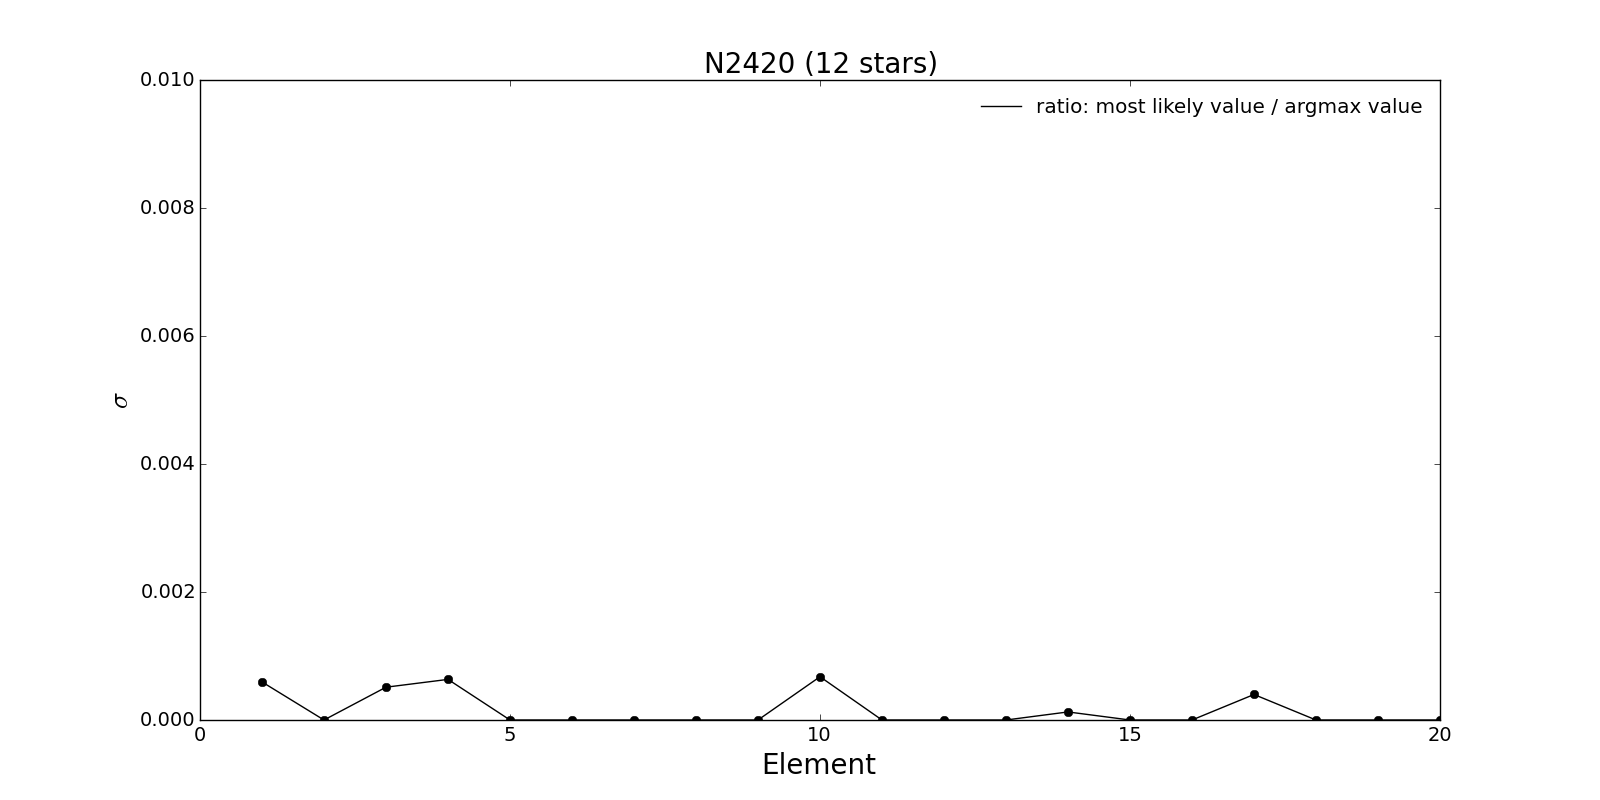 N2420 (12 stars)
ratio: most likely value / argmax value
0.010
0.008
0.006
0.004
0.002
0.000
σ
0 5 10 15 20
Element